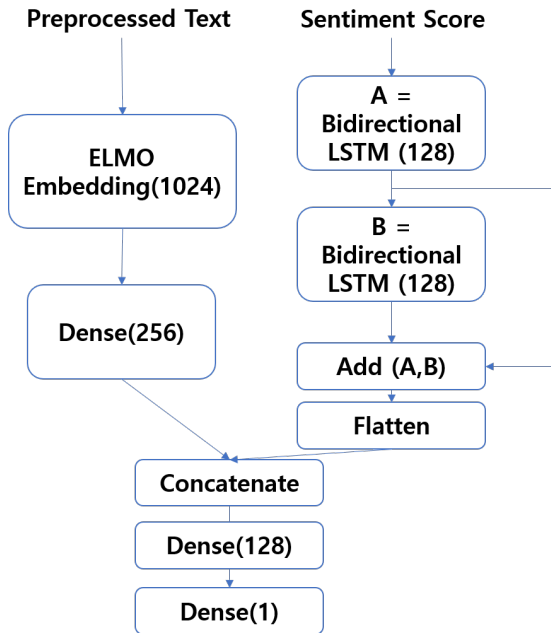 Preprocessed Text
Sentiment Score
A =
Bidirectional
LSTM (128)
ELMO
Embedding(1024)
B =
Bidirectional
LSTM (128)
Dense(256)
Add (A,B)
Flatten
Concatenate
Dense(128)
Dense(1)